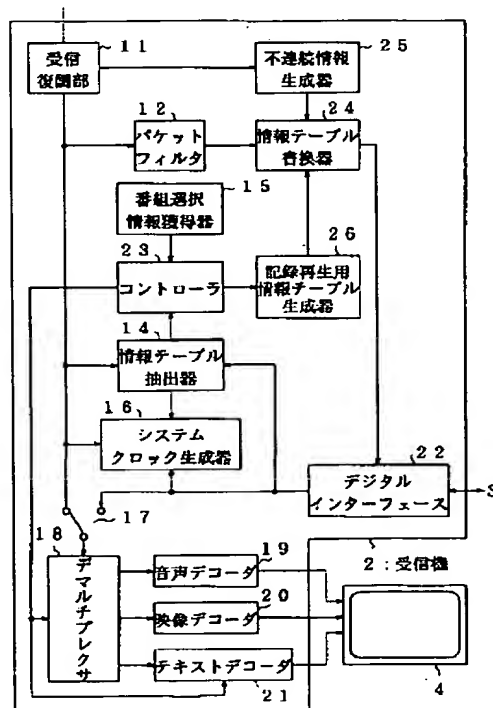 受信
復調部
11
不連続情報
生成器
25
12
パケット
フィルタ
24
情報テーブル
書換器
15
番組選択
情報獲得器
23
コントローラ
26
記録再生用
情報テーブル
生成器
14
情報テーブル
抽出器
16
システム
クロック生成器
22
デジタル
インターフェース
3
17
18
デマルチプレクサ
19
音声デコーダ
20
映像デコーダ
テキストデコーダ
21
2:受信機
4